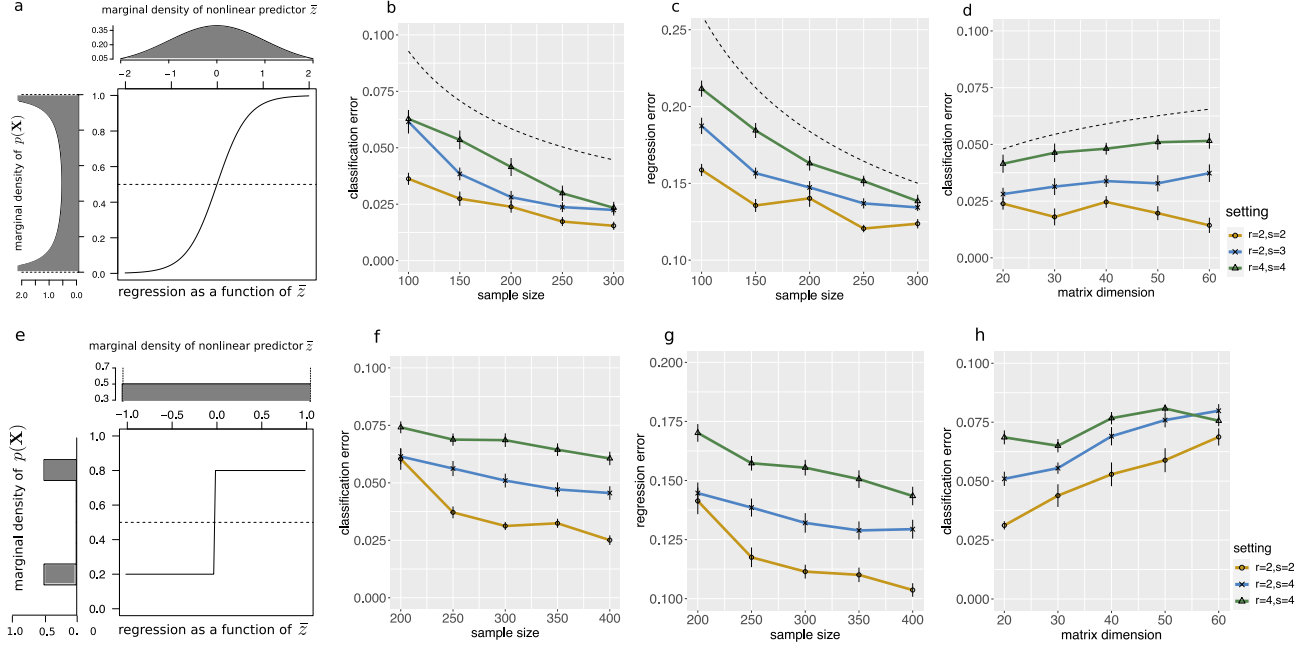 a
marginal density of nonlinear predictor z̄
0.35
0.20
0.05
−2 −1 0 1 2
marginal density of p(X)
1.0
0.8
0.6
0.4
0.2
0.0
2.0 1.0 0.0
regression as a function of z̄
b
classification error
0.100
0.075
0.050
0.025
0.000
100 150 200 250 300
sample size
c
regression error
0.25
0.20
0.15
0.10
100 150 200 250 300
sample size
d
classification error
0.100
0.075
0.050
0.025
0.000
20 30 40 50 60
matrix dimension
setting
r=2,s=2
r=2,s=3
r=4,s=4
e
marginal density of nonlinear predictor z̄
0.7
0.5
0.3
−1.0 −0.5 0.0 0.5 1.0
marginal density of p(X)
1.0
0.8
0.6
0.4
0.2
0.0
1.0 0.5 0. 0
regression as a function of z̄
f
classification error
0.100
0.075
0.050
0.025
0.000
200 250 300 350 400
sample size
g
regression error
0.200
0.175
0.150
0.125
0.100
200 250 300 350 400
sample size
h
classification error
0.100
0.075
0.050
0.025
0.000
20 30 40 50 60
matrix dimension
setting
r=2,s=2
r=2,s=4
r=4,s=4